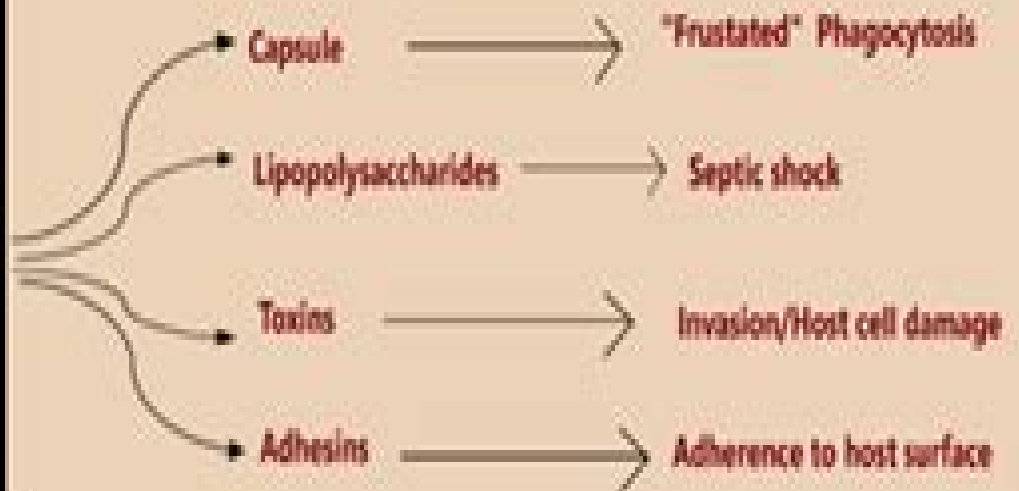 Capsule "Frustated" Phagocytosis
Lipopolysaccharides Septic shock
Toxins Invasion/Host cell damage
Adhesins Adherence to host surface